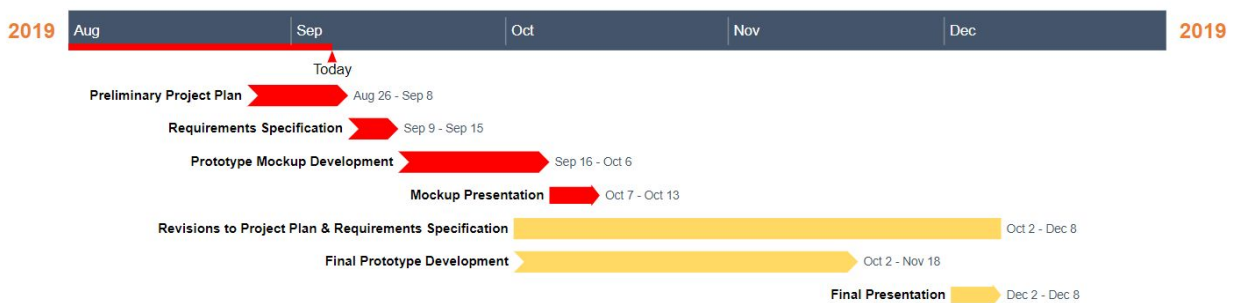 2019 Aug Sep Oct Nov Dec 2019
Today
Preliminary Project Plan Aug 26 - Sep 8
Requirements Specification Sep 9 - Sep 15
Prototype Mockup Development Sep 16 - Oct 6
Mockup Presentation Oct 7 - Oct 13
Revisions to Project Plan & Requirements Specification Oct 2 - Dec 8
Final Prototype Development Oct 2 - Nov 18
Final Presentation Dec 2 - Dec 8